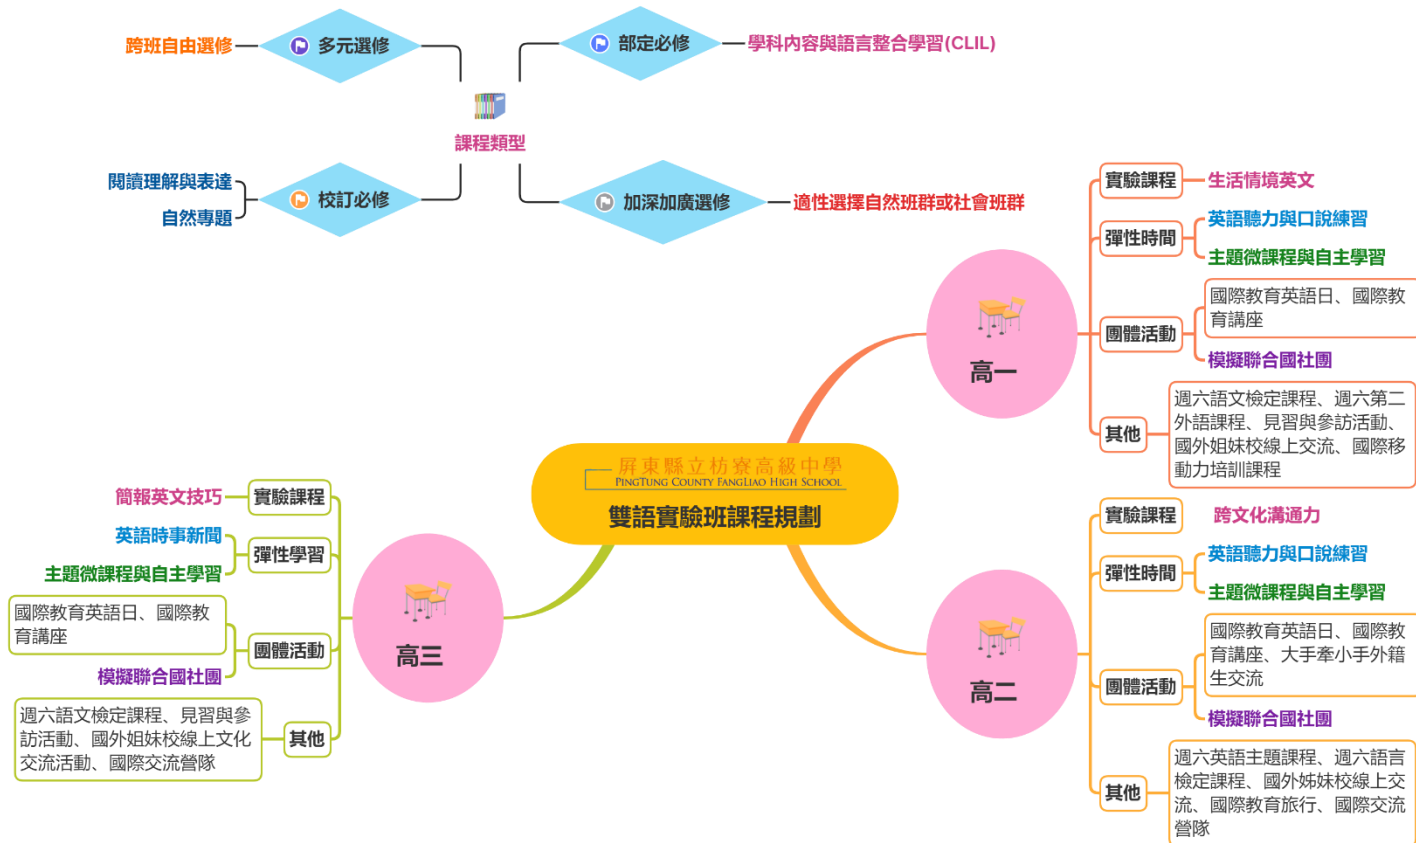 跨班自由選修
多元選修
部定必修
學科內容與語言整合學習(CLIL)
課程類型
閱讀理解與表達
自然專題
校訂必修
加深加廣選修
適性選擇自然班群或社會班群
屏東縣立枋寮高級中學
PINGTUNG COUNTY FANGLIAO HIGH SCHOOL
雙語實驗班課程規劃
高一
實驗課程
生活情境英文
彈性時間
英語聽力與口說練習
主題微課程與自主學習
團體活動
國際教育英語日、國際教
育講座
模擬聯合國社團
其他
週六語文檢定課程、週六第二
外語課程、見習與參訪活動、
國外姐妹校線上交流、國際移
動力培訓課程
高二
實驗課程
跨文化溝通力
彈性時間
英語聽力與口說練習
主題微課程與自主學習
團體活動
國際教育英語日、國際教
育講座、大手牽小手外籍
生交流
模擬聯合國社團
其他
週六英語主題課程、週六語言
檢定課程、國外姊妹校線上交
流、國際教育旅行、國際交流
營隊
高三
實驗課程
簡報英文技巧
彈性學習
英語時事新聞
主題微課程與自主學習
團體活動
國際教育英語日、國際教
育講座
模擬聯合國社團
其他
週六語文檢定課程、見習與參
訪活動、國外姐妹校線上文化
交流活動、國際交流營隊